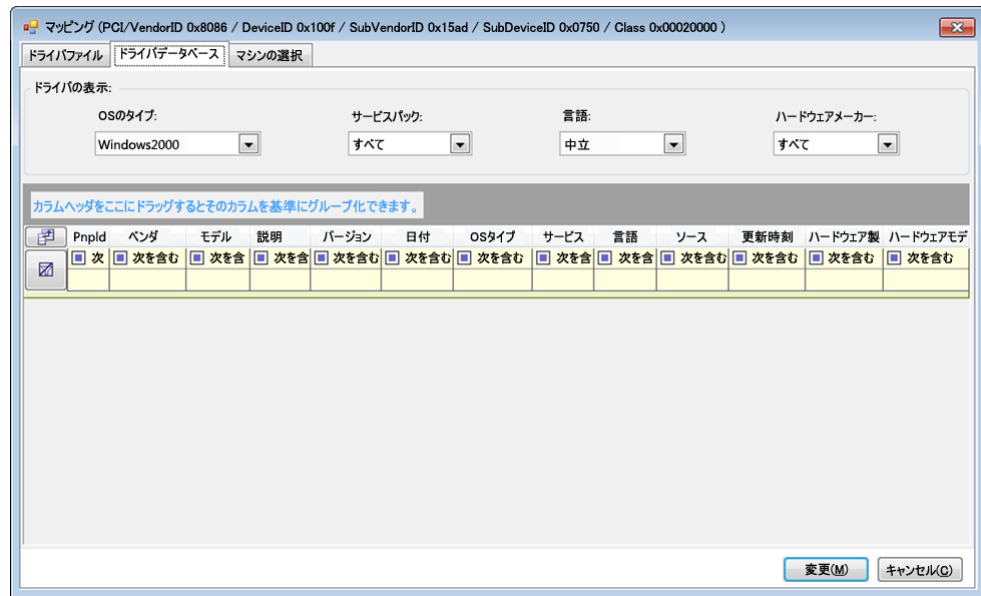 マッピング (PCI/VendorID 0x8086 / DeviceID 0x100f / SubVendorID 0x15ad / SubDeviceID 0x0750 / Class 0x00020000 )
ドライバファイル ドライバデータベース マシンの選択
ドライバの表示:
OSのタイプ: サービスパック: 言語: ハードウェアメーカー:
Windows2000 すべて 中立 すべて
カラムヘッダをここにドラッグするとそのカラムを基準にグループ化できます。
PnpId ベンダ モデル 説明 バージョン 日付 OSタイプ サービス 言語 ソース 更新時刻 ハードウェア製 ハードウェアモデ
次 次を含む 次を含 次を含 次を含む 次を含む 次を含む 次を含 次を含 次を含む 次を含む 次を含む 次を含む
変更(M) キャンセル(C)